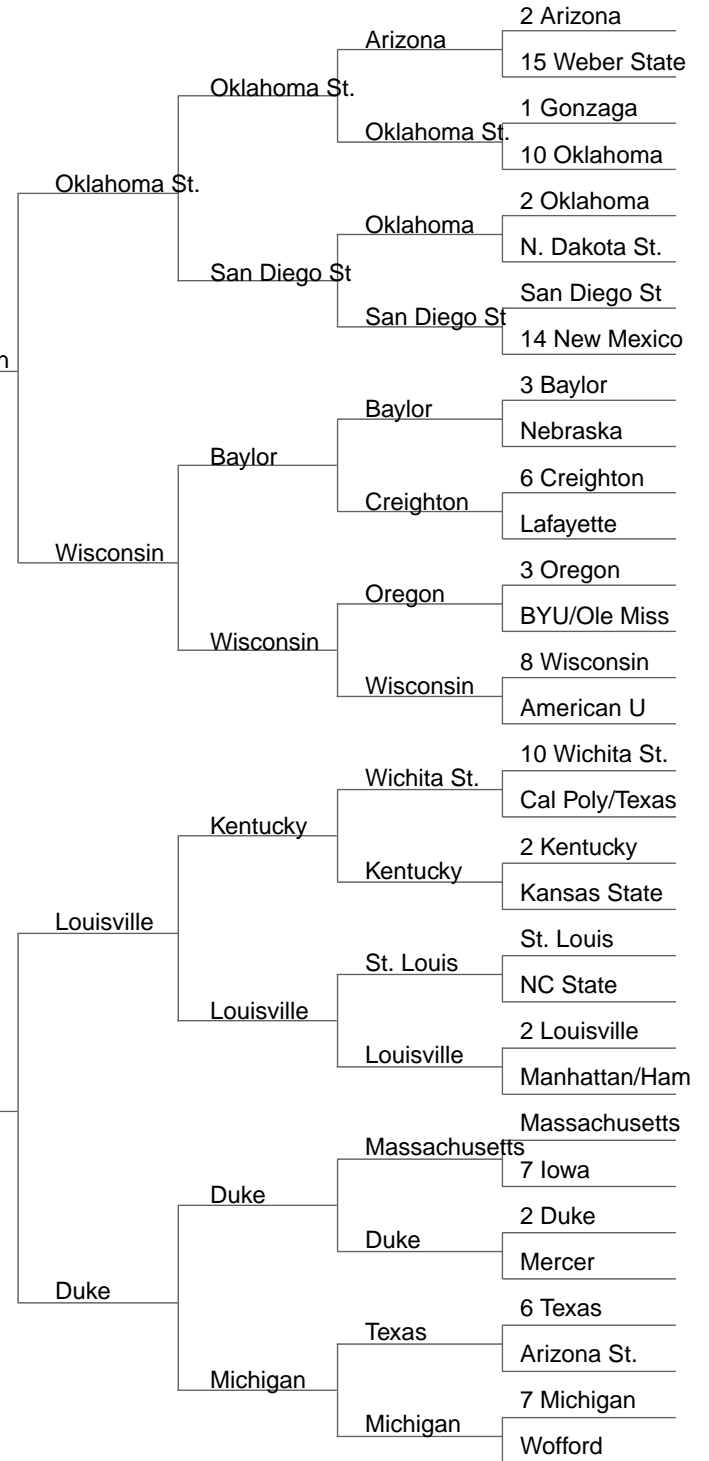 2 Arizona
Arizona
15 Weber State
Oklahoma St.
1 Gonzaga
Oklahoma St.
10 Oklahoma
Oklahoma St.
2 Oklahoma
Oklahoma
N. Dakota St.
San Diego St
San Diego St
San Diego St
14 New Mexico
n
3 Baylor
Baylor
Nebraska
Baylor
6 Creighton
Creighton
Lafayette
Wisconsin
3 Oregon
Oregon
BYU/Ole Miss
Wisconsin
8 Wisconsin
Wisconsin
American U
10 Wichita St.
Wichita St.
Cal Poly/Texas
Kentucky
2 Kentucky
Kentucky
Kansas State
Louisville
St. Louis
St. Louis
NC State
Louisville
2 Louisville
Louisville
Manhattan/Ham
Massachusetts
Massachusetts
7 Iowa
Duke
2 Duke
Duke
Mercer
Duke
6 Texas
Texas
Arizona St.
Michigan
7 Michigan
Michigan
Wofford